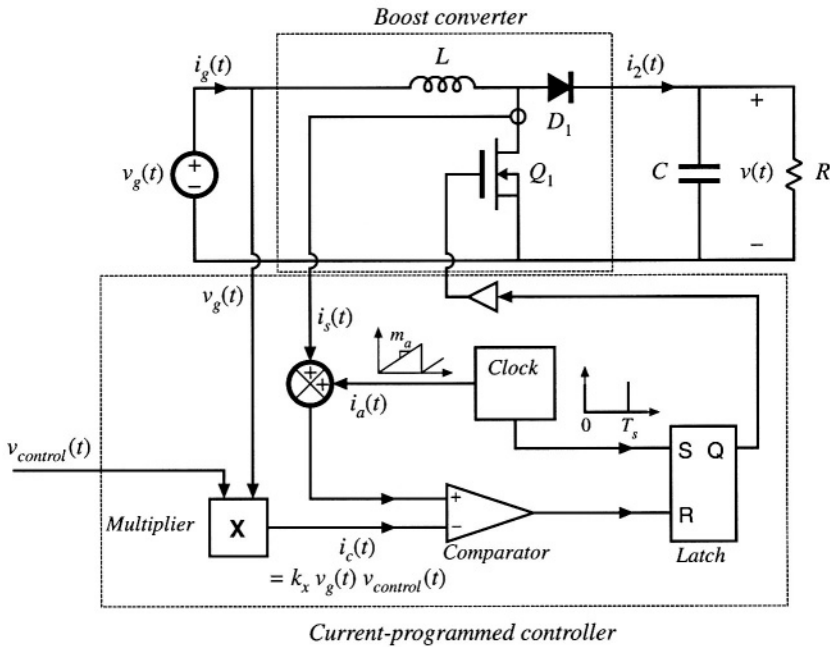 Boost converter
i_g(t)
L
i_2(t)
D_1
+
v_g(t)
+
−
Q_1
C
v(t)
R
−
v_g(t)
i_s(t)
m_a
Clock
+
+
i_a(t)
0
T_s
v_control(t)
S Q
Multiplier
X
+
−
R
i_c(t)
Comparator
Latch
= k_x v_g(t) v_control(t)
Current-programmed controller